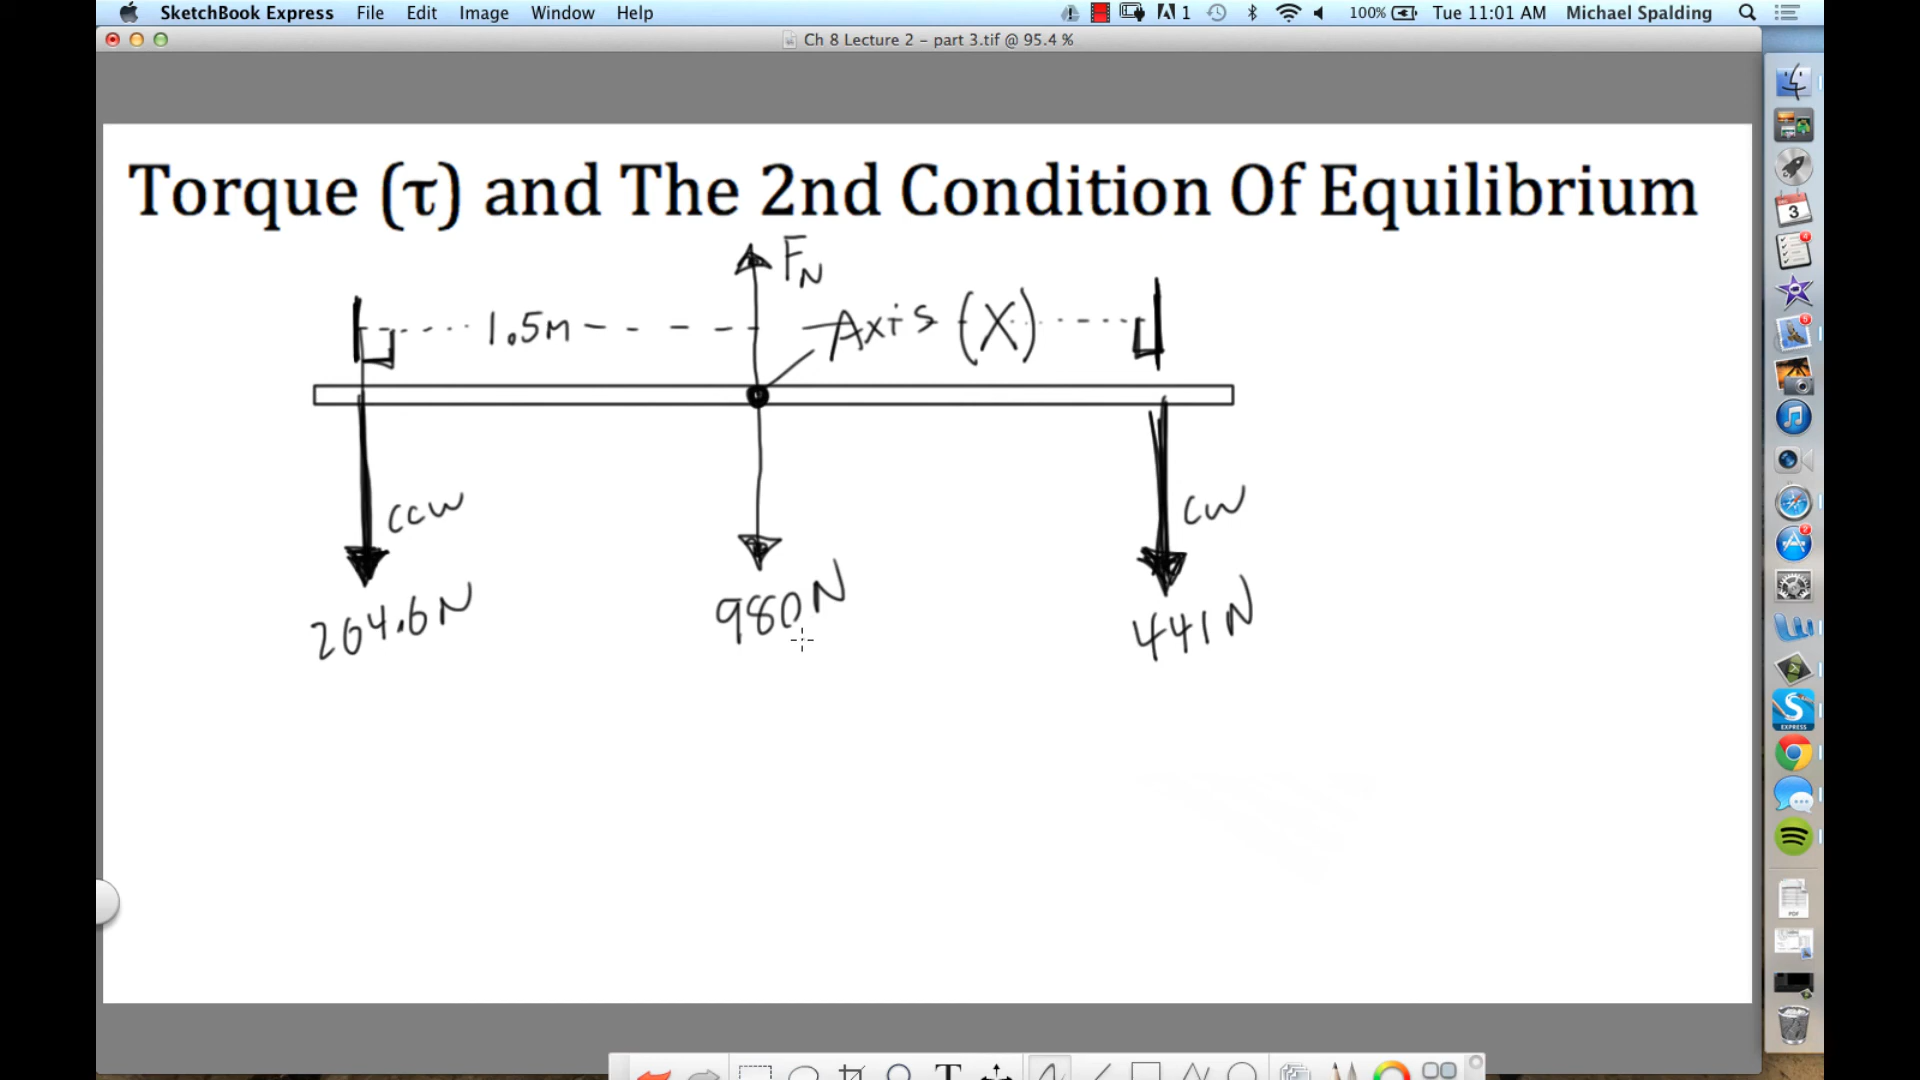 SketchBook Express File Edit Image Window Help 1 100% Tue 11:01 AM Michael Spalding
Ch 8 Lecture 2 - part 3.tif @ 95.4 %
Torque (τ) and The 2nd Condition Of Equilibrium
FN
1.5m Axis (X)
ccw cw
264.6N 980N 441N